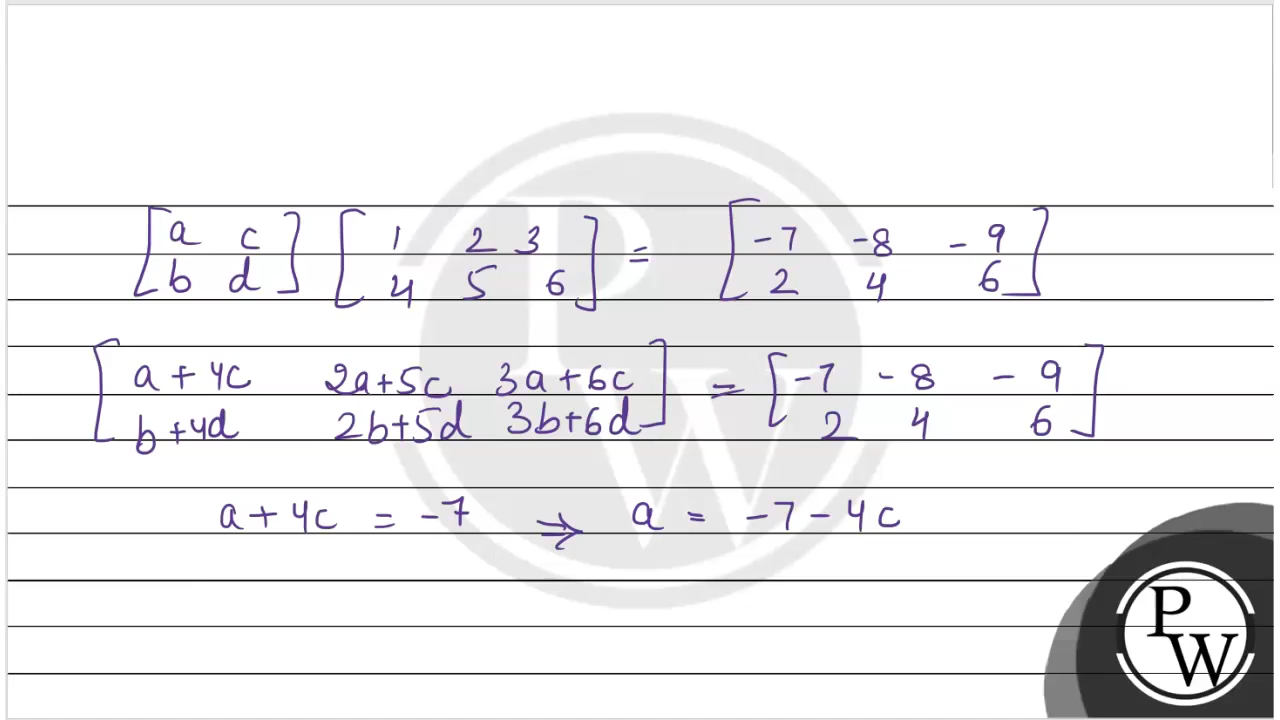 [a c] [1 2 3] = [-7 -8 -9]
[b d] [4 5 6] [2 4 6]
[a + 4c 2a+5c 3a+6c] = [-7 -8 -9]
[b+4d 2b+5d 3b+6d] [2 4 6]
a + 4c = -7 ⇒ a = -7 - 4c
P
W
P
W